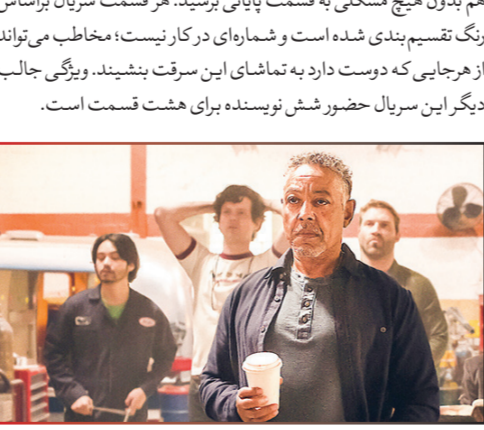 هم بدون هیچ مشکلی به قسمت پایانی برسید. هر قسمت سریال براساس
رنگ تقسیم‌بندی شده است و شماره‌ای در کار نیست؛ مخاطب می‌تواند
از هرجایی که دوست دارد به تماشای این سرقت بنشیند. ویژگی جالب
دیگر این سریال حضور شش نویسنده برای هشت قسمت است.